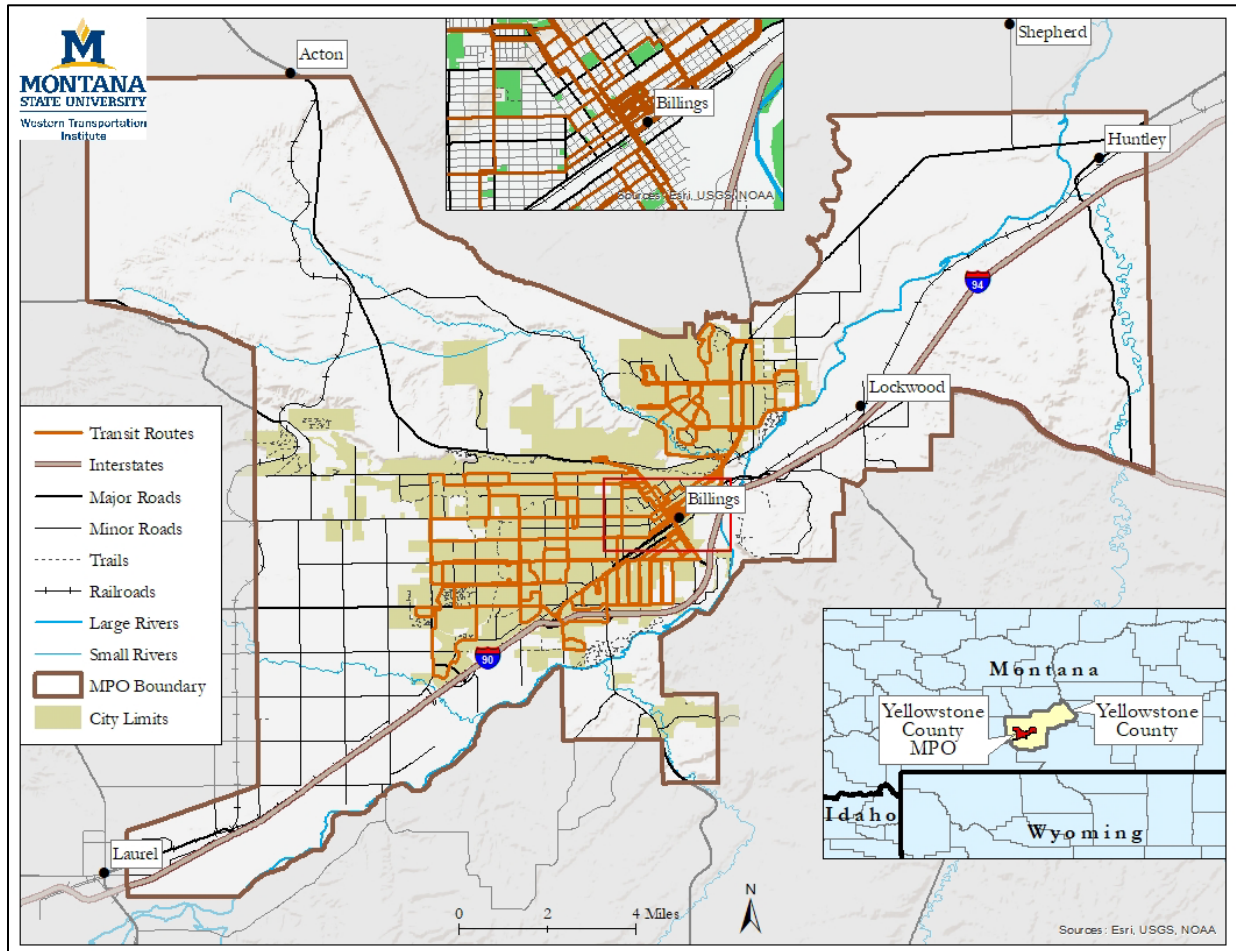 M
MONTANA
STATE UNIVERSITY
Western Transportation
Institute
Acton
Shepherd
Billings
Sources: Esri, USGS, NOAA
Huntley
94
Lockwood
Transit Routes
Interstates
Major Roads
Minor Roads
Trails
Railroads
Large Rivers
Small Rivers
MPO Boundary
City Limits
Billings
90
Montana
Yellowstone
County
MPO
Yellowstone
County
Idaho
Wyoming
Laurel
N
0 2 4 Miles
Sources: Esri, USGS, NOAA